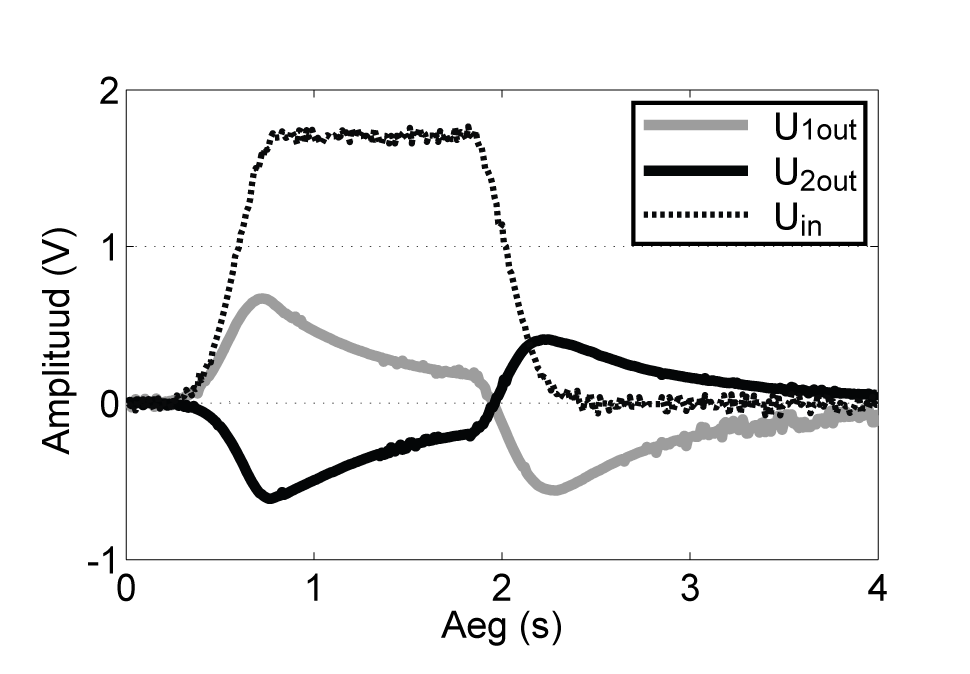 2
1
0
-1
Amplituud (V)
0 1 2 3 4
Aeg (s)
U1out
U2out
Uin